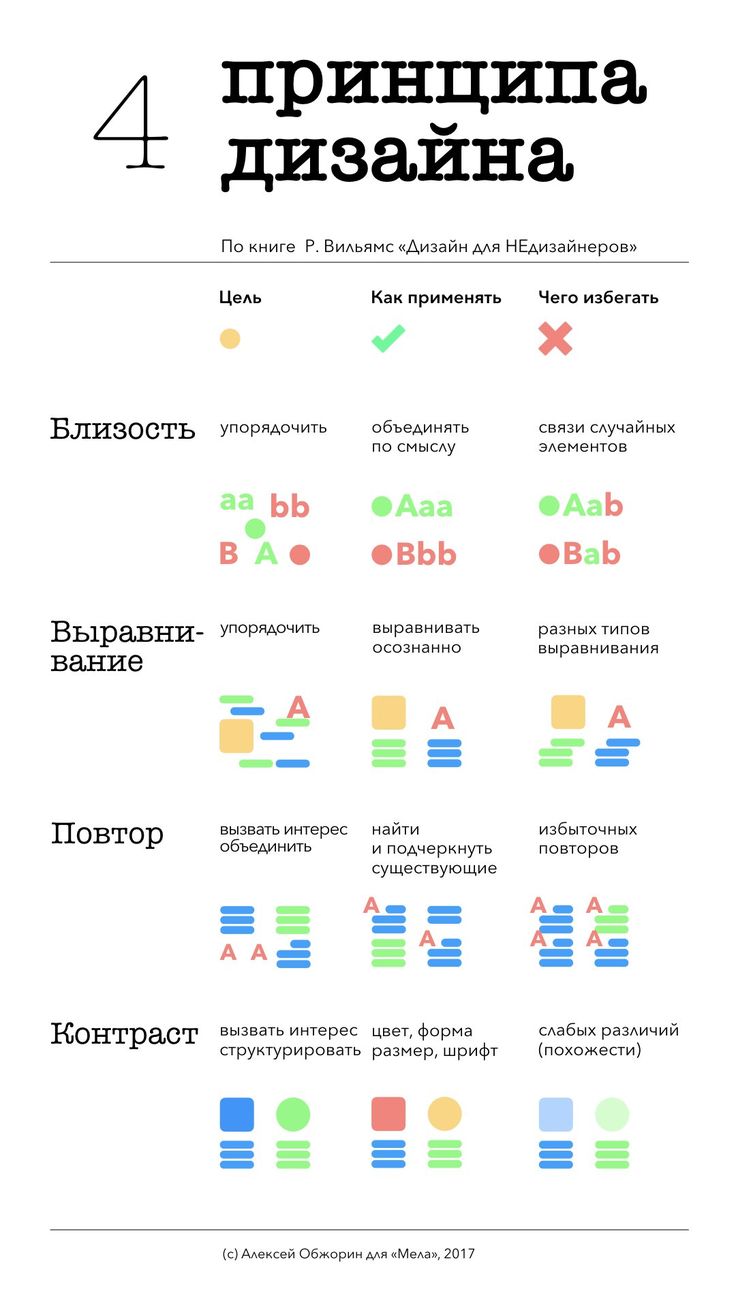 4
принципа
дизайна
По книге Р. Вильямс «Дизайн для НЕдизайнеров»
Цель
Как применять
Чего избегать
Близость
упорядочить
объединять
по смыслу
связи случайных
элементов
aa bb
B A
Aaa
Bbb
Aab
Bab
Выравни-
вание
упорядочить
выравнивать
осознанно
разных типов
выравнивания
A
A
A
Повтор
вызвать интерес
объединить
найти
и подчеркнуть
существующие
избыточных
повторов
A A
A
A
A A
A A
Контраст
вызвать интерес
структурировать
цвет, форма
размер, шрифт
слабых различий
(похожести)
(с) Алексей Обжорин для «Мела», 2017